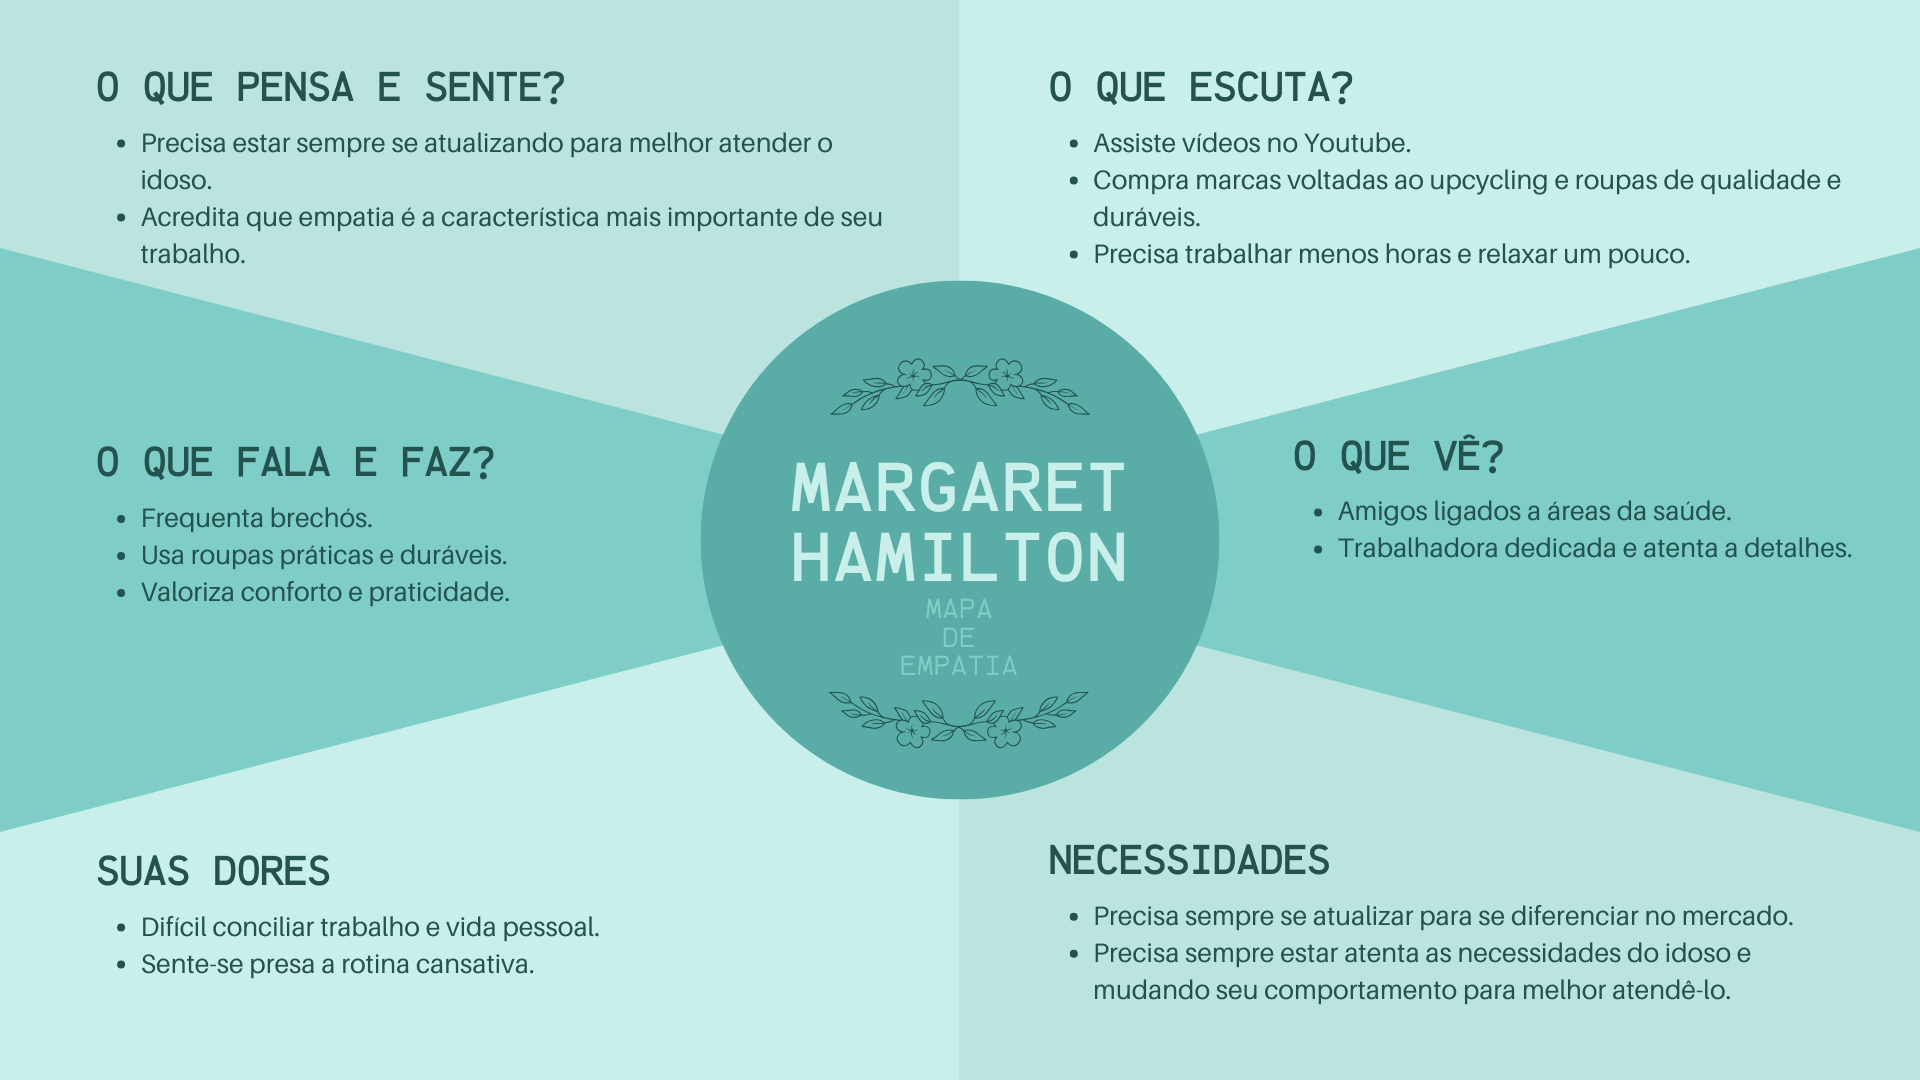 O QUE PENSA E SENTE?
• Precisa estar sempre se atualizando para melhor atender o
idoso.
• Acredita que empatia é a característica mais importante de seu
trabalho.
O QUE ESCUTA?
• Assiste vídeos no Youtube.
• Compra marcas voltadas ao upcycling e roupas de qualidade e
duráveis.
• Precisa trabalhar menos horas e relaxar um pouco.
O QUE FALA E FAZ?
• Frequenta brechós.
• Usa roupas práticas e duráveis.
• Valoriza conforto e praticidade.
MARGARET
HAMILTON
MAPA
DE
EMPATIA
O QUE VÊ?
• Amigos ligados a áreas da saúde.
• Trabalhadora dedicada e atenta a detalhes.
SUAS DORES
• Difícil conciliar trabalho e vida pessoal.
• Sente-se presa a rotina cansativa.
NECESSIDADES
• Precisa sempre se atualizar para se diferenciar no mercado.
• Precisa sempre estar atenta as necessidades do idoso e
mudando seu comportamento para melhor atendê-lo.